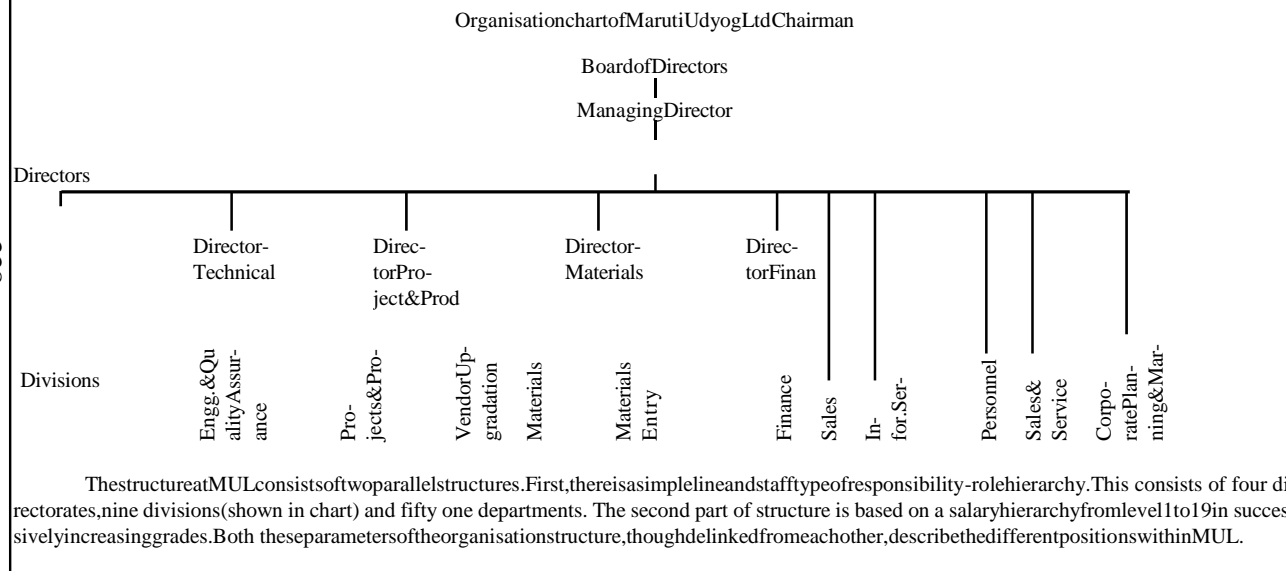 OrganisationchartofMarutiUdyogLtdChairman
BoardofDirectors
ManagingDirector
Directors
Director-
Technical
Direc-
torPro-
ject&Prod
Director-
Materials
Direc-
torFinan
Divisions
Engg.&Qu
alityAssur-
ance
Pro-
jects&Pro-
VendorUp-
gradation
Materials
Materials
Entry
Finance
Sales
In-
for.Ser-
Personnel
Sales&
Service
Corpo-
ratePlan-
ning&Mar-
ThestructureatMULconsistsoftwoparallelstructures.First,thereisasimplelineandstafftypeofresponsibility-rolehierarchy.This consists of four di
rectorates,nine divisions(shown in chart) and fifty one departments. The second part of structure is based on a salaryhierarchyfromlevel1to19in succes
sivelyincreasinggrades.Both theseparametersoftheorganisationstructure,thoughdelinkedfromeachother,describethedifferentpositionswithinMUL.